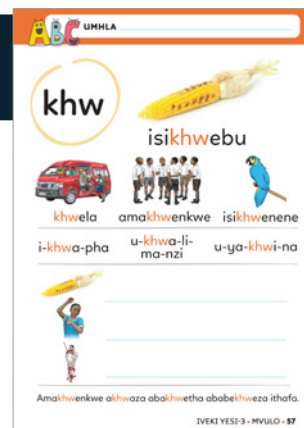 ABC UMHLA
khw
isikhwebu
khwela amakhwenkwe isikhwenene
i-khwa-pha u-khwa-li-ma-nzi u-ya-khwi-na
Amakhwenkwe akhwaza abakhwetha ababekhweza ithafa.
IVEKI YESI-3 • MVULO • 57